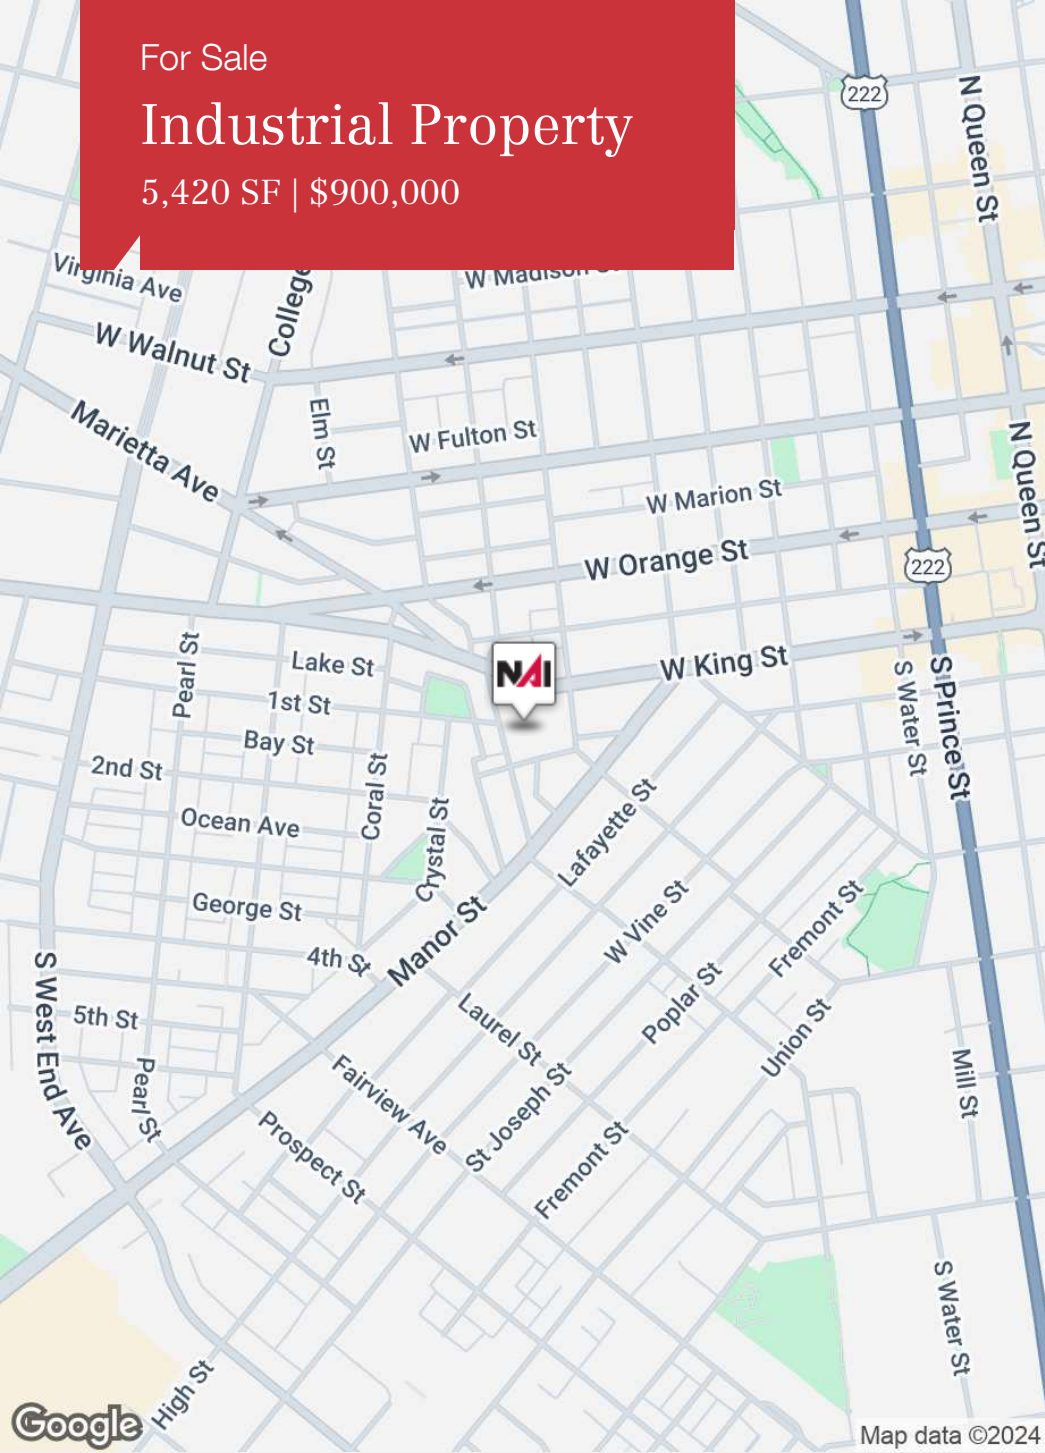 For Sale
Industrial Property
5,420 SF | $900,000
222
N Queen St
Virginia Ave
W Madison St
College
W Walnut St
Elm St
Marietta Ave
W Fulton St
N Queen St
W Marion St
W Orange St
222
Pearl St
Lake St
NAI
W King St
1st St
S Water St
S Prince St
Bay St
2nd St
Coral St
Ocean Ave
Crystal St
Lafayette St
George St
W Vine St
Fremont St
4th St
Manor St
S West End Ave
5th St
Laurel St
Poplar St
Union St
Pearl St
Fairview Ave
St Joseph St
Mill St
Prospect St
Fremont St
S Water St
High St
Google
Map data ©2024